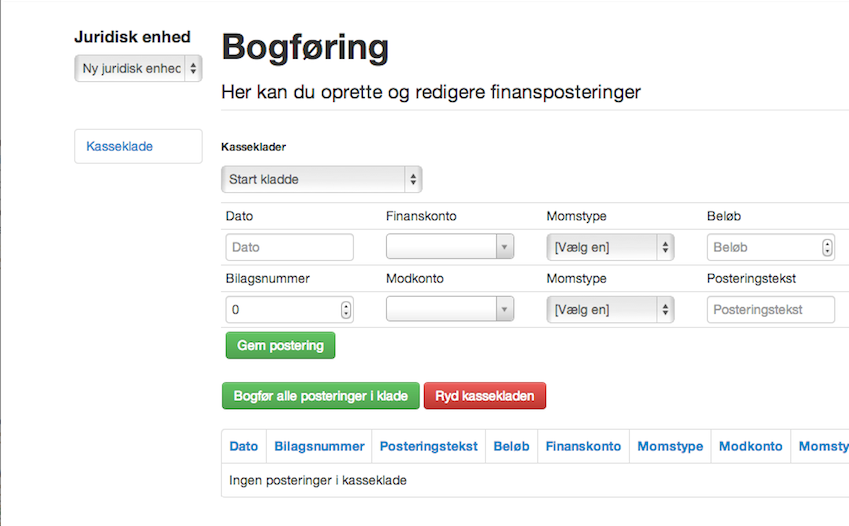 Juridisk enhed
Ny juridisk enhec
Kasseklade
Bogføring
Her kan du oprette og redigere finansposteringer
Kasseklader
Start kladde
Dato Finanskonto Momstype Beløb
Dato [Vælg en] Beløb
Bilagsnummer Modkonto Momstype Posteringstekst
0 [Vælg en] Posteringstekst
Gem postering
Bogfør alle posteringer i klade Ryd kassekladen
Dato Bilagsnummer Posteringstekst Beløb Finanskonto Momstype Modkonto Momsty
Ingen posteringer i kasseklade